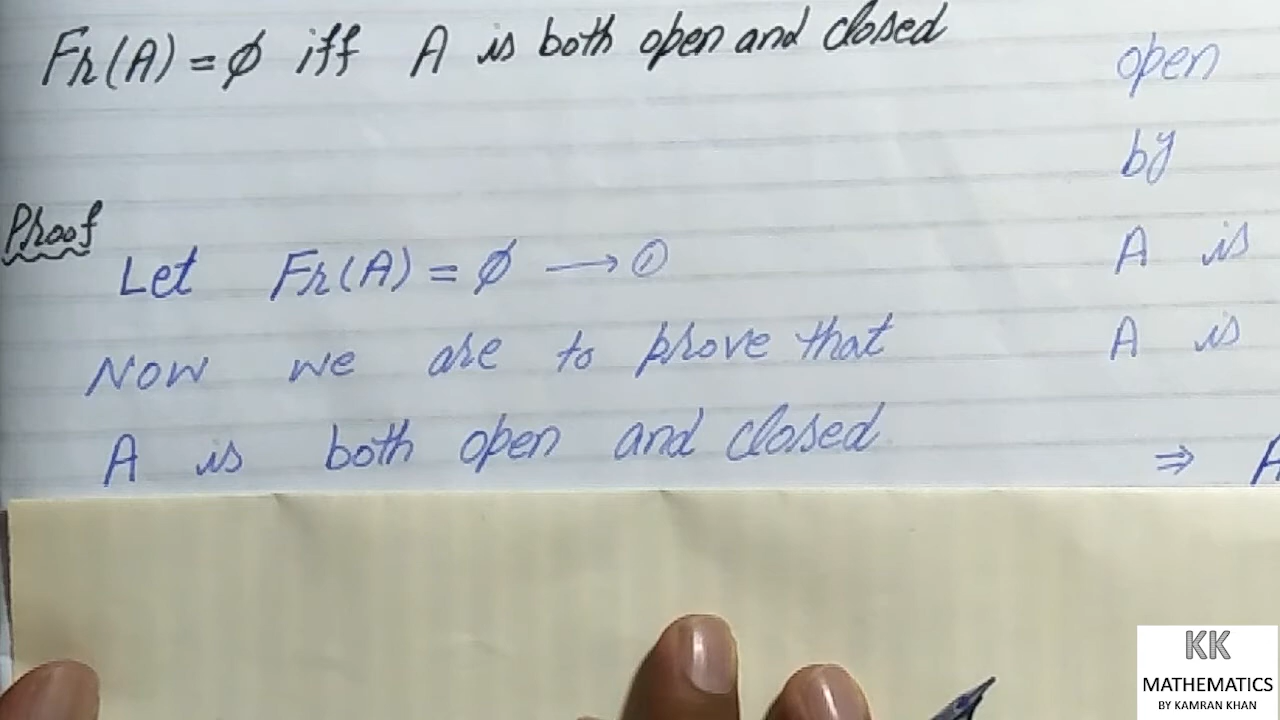 Fr(A) = ϕ iff A is both open and closed
Proof
Let Fr(A) = ϕ → ①
Now we are to prove that
A is both open and closed
open
by
A is
A is
⇒ A
KK
MATHEMATICS
BY KAMRAN KHAN